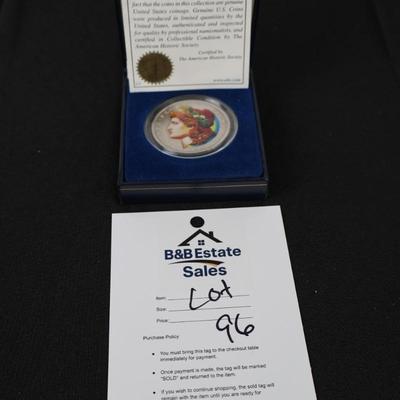 fact that the coins in this collection are genuine
United States coinage. Genuine U.S. Coins
were produced in limited quantities by the
United States, authenticated and inspected
for quality by professional numismatists, and
certified in Collectible Condition by The
American Historic Society.
Certified by
The American Historic Society
B&B Estate
Sales
Item: Lot
Size:
Price: 96
Purchase Policy
• You must bring this tag to the checkout table
immediately for payment.
• Once payment is made, the tag will be marked
"SOLD" and returned to the item.
• If you wish to continue shopping, the sold tag will
remain with the item until you are ready for